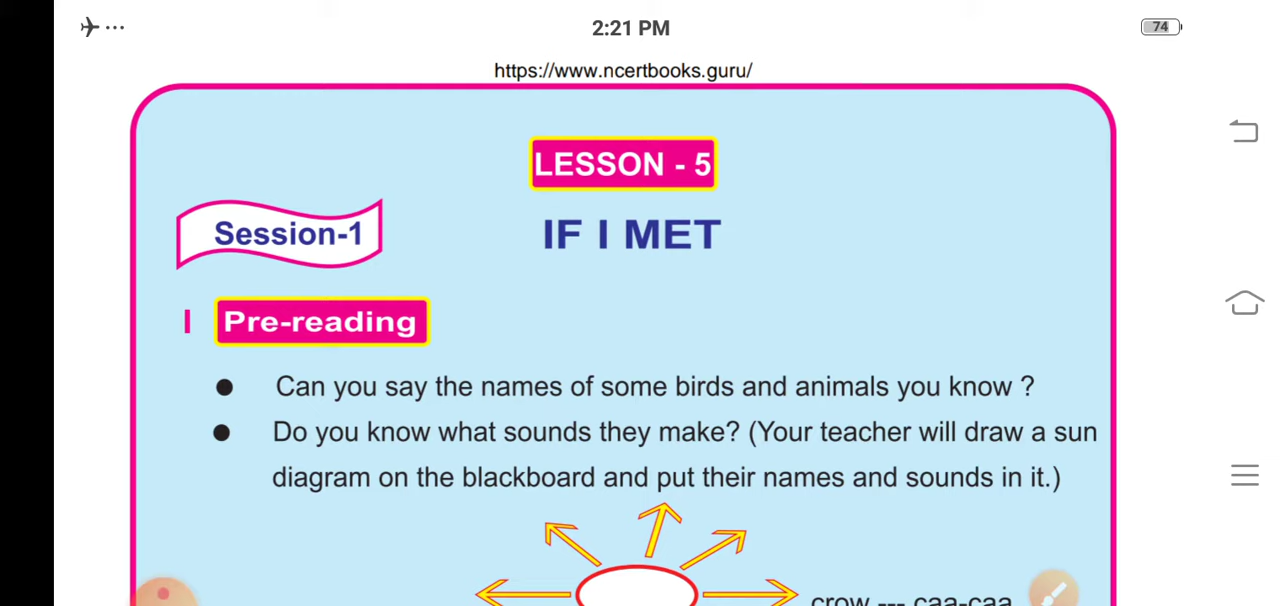 2:21 PM
74
https://www.ncertbooks.guru/
LESSON - 5
Session-1
IF I MET
I Pre-reading
● Can you say the names of some birds and animals you know ?
● Do you know what sounds they make? (Your teacher will draw a sun
diagram on the blackboard and put their names and sounds in it.)
crow --- caa-caa